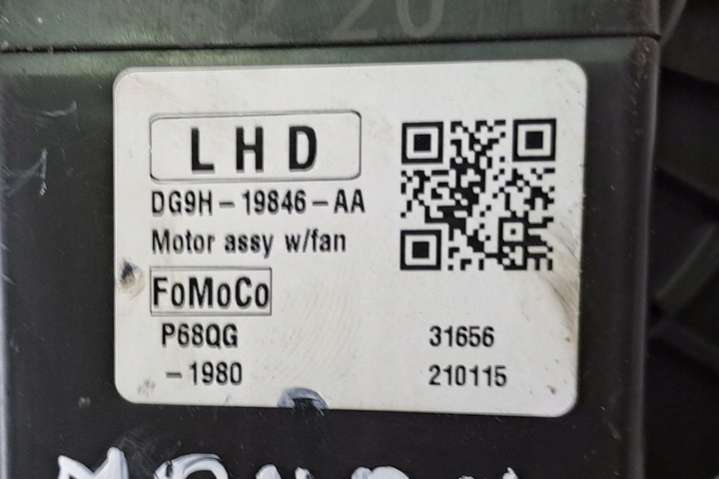 LHD
DG9H-19846-AA
Motor assy w/fan
FoMoCo
P68QG 31656
-1980 210115